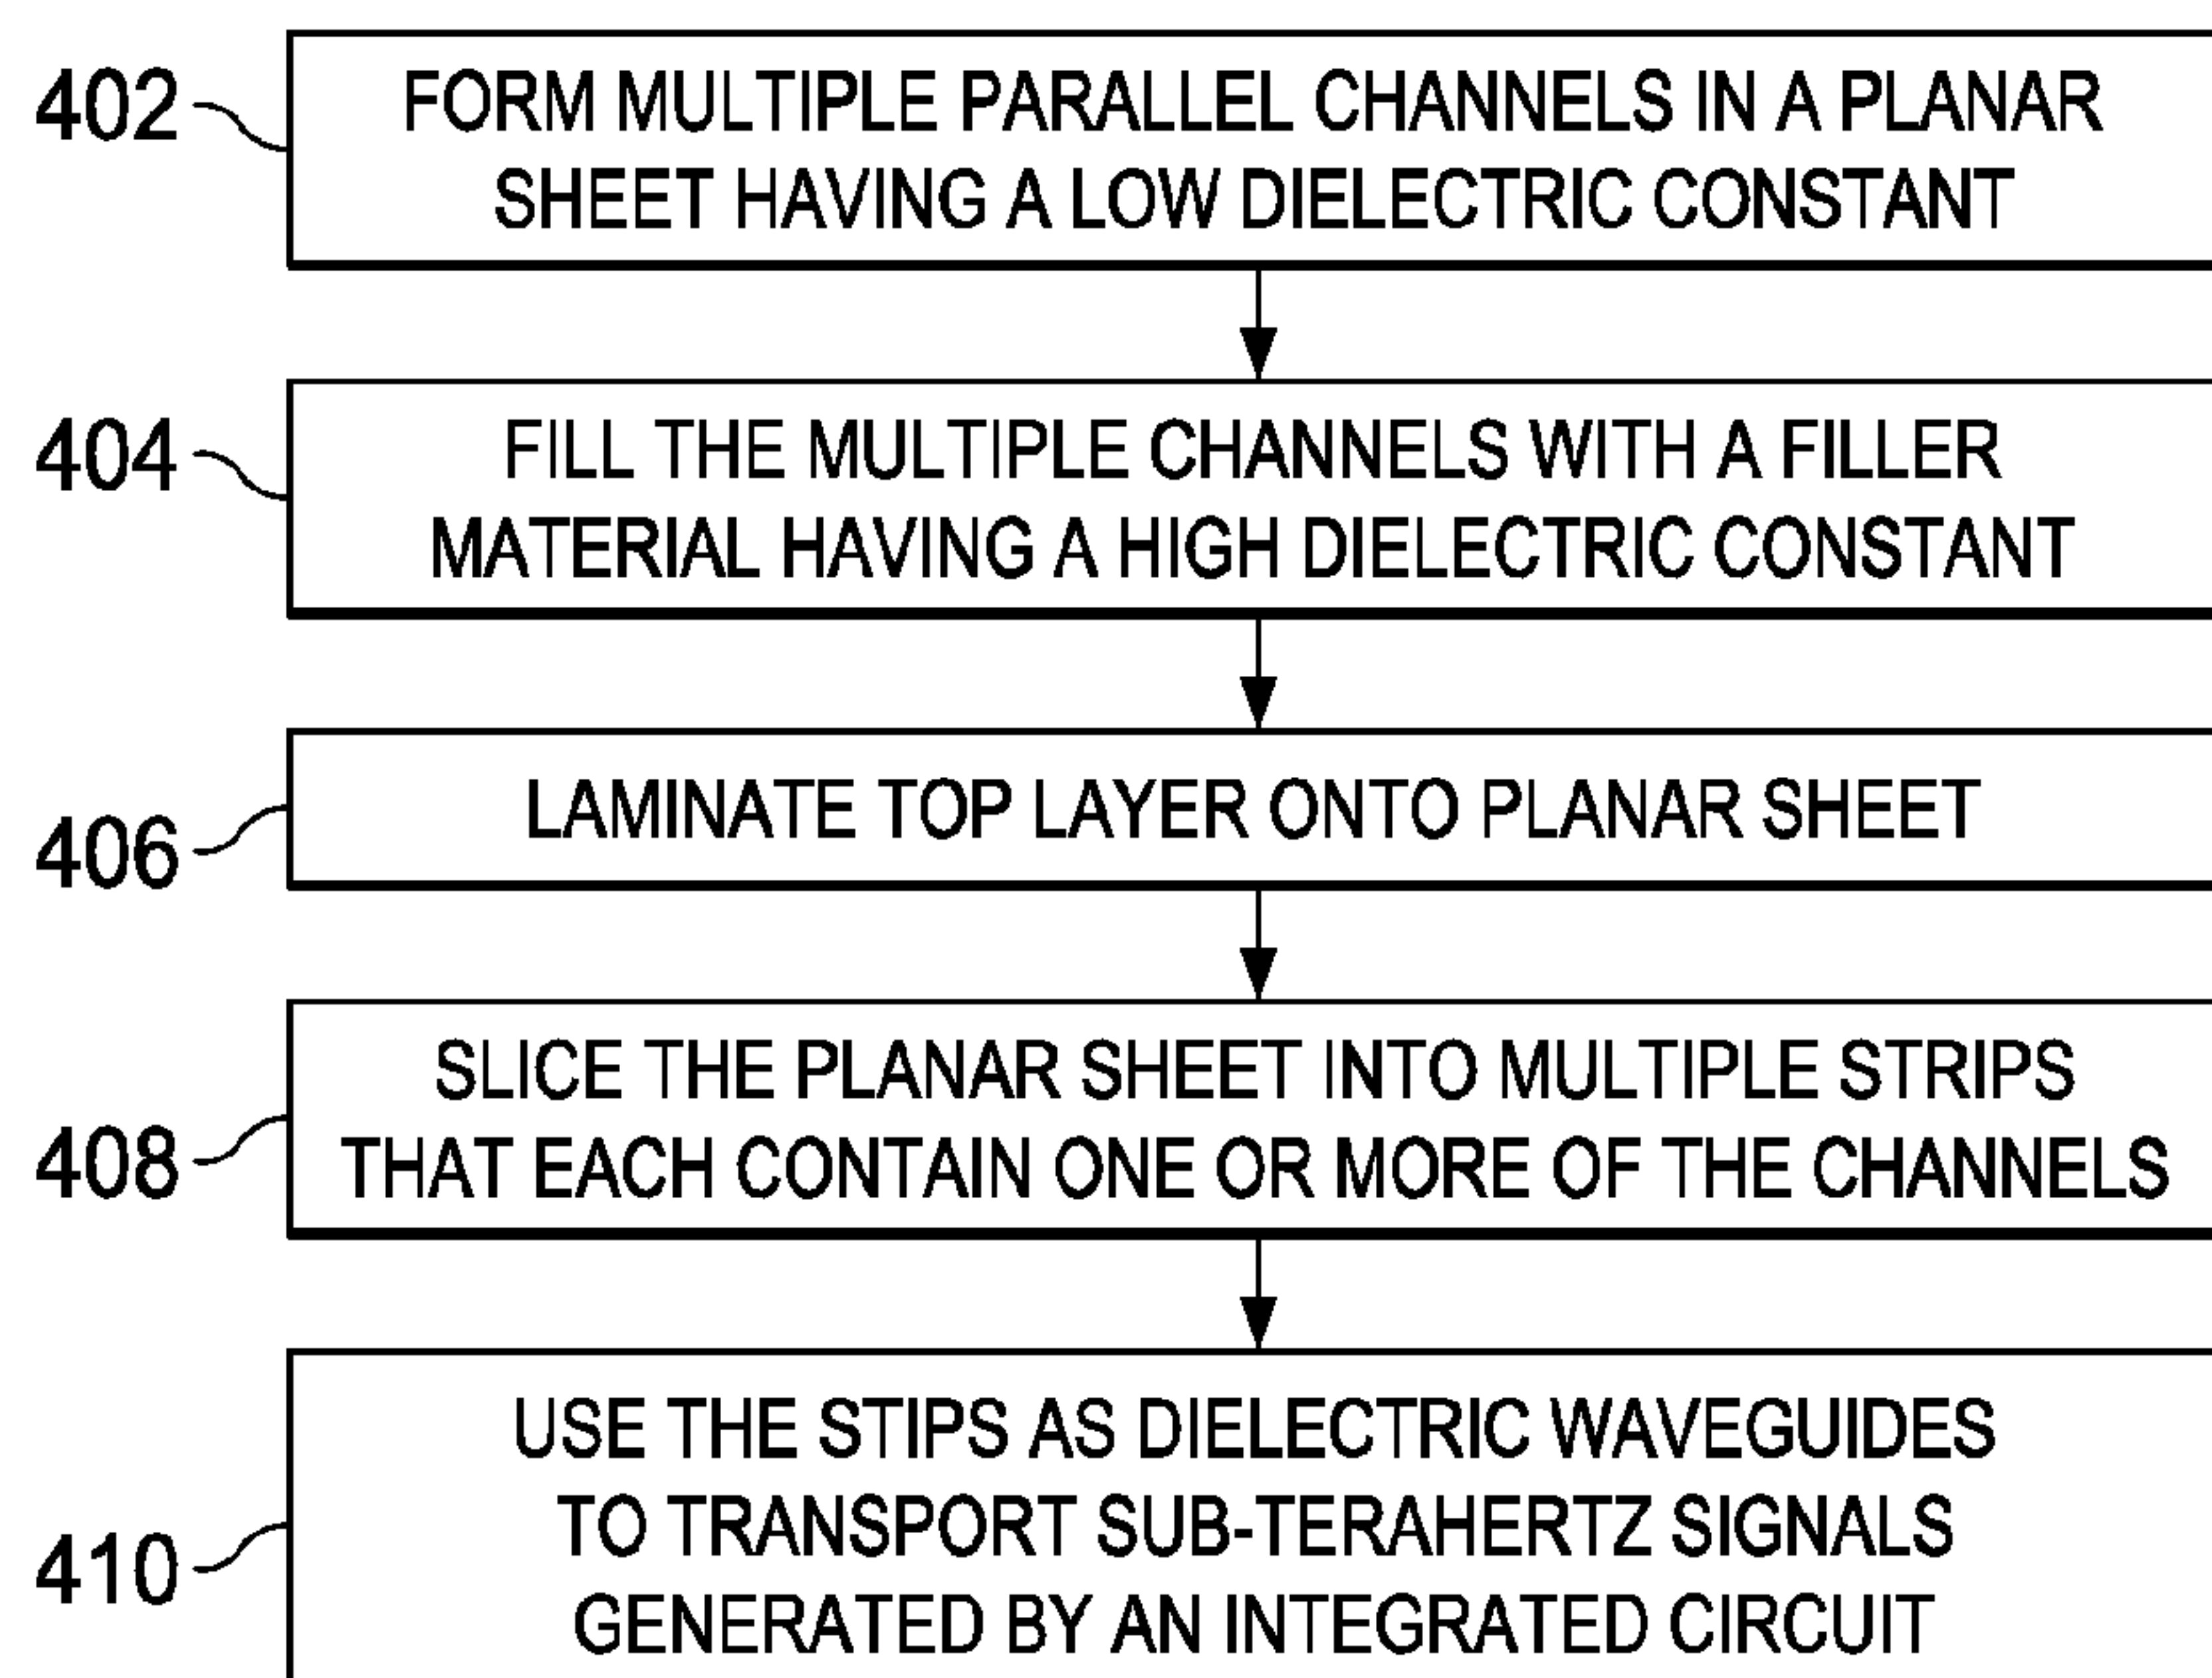 402
FORM MULTIPLE PARALLEL CHANNELS IN A PLANAR
SHEET HAVING A LOW DIELECTRIC CONSTANT
404
FILL THE MULTIPLE CHANNELS WITH A FILLER
MATERIAL HAVING A HIGH DIELECTRIC CONSTANT
406
LAMINATE TOP LAYER ONTO PLANAR SHEET
408
SLICE THE PLANAR SHEET INTO MULTIPLE STRIPS
THAT EACH CONTAIN ONE OR MORE OF THE CHANNELS
410
USE THE STIPS AS DIELECTRIC WAVEGUIDES
TO TRANSPORT SUB-TERAHERTZ SIGNALS
GENERATED BY AN INTEGRATED CIRCUIT